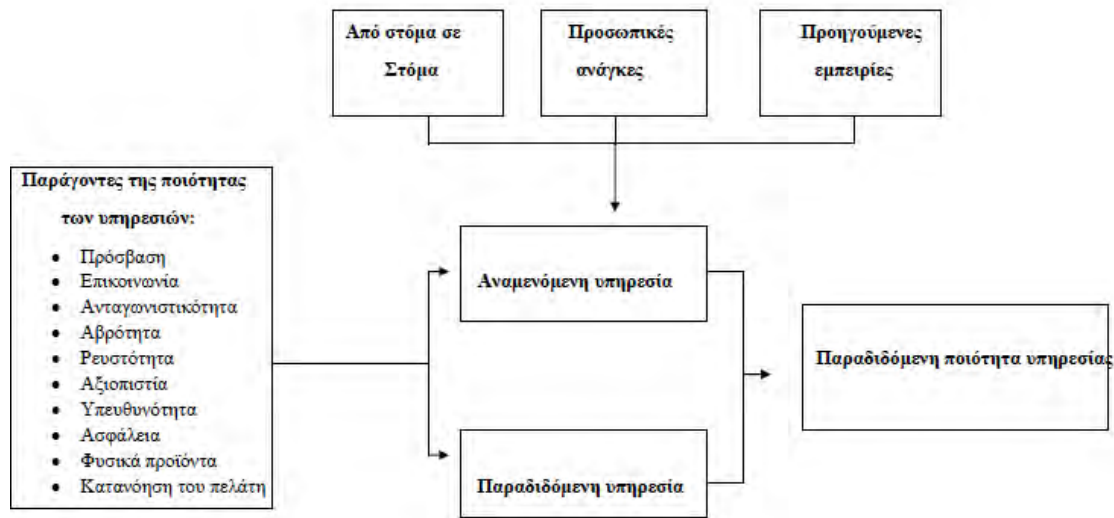 Από στόμα σε
Στόμα
Προσωπικές
ανάγκες
Προηγούμενες
εμπειρίες
Παράγοντες της ποιότητας
των υπηρεσιών:
• Πρόσβαση
• Επικοινωνία
• Ανταγωνιστικότητα
• Αβρότητα
• Ρευστότητα
• Αξιοπιστία
• Υπευθυνότητα
• Ασφάλεια
• Φυσικά προϊόντα
• Κατανόηση του πελάτη
Αναμενόμενη υπηρεσία
Παραδιδόμενη υπηρεσία
Παραδιδόμενη ποιότητα υπηρεσίας